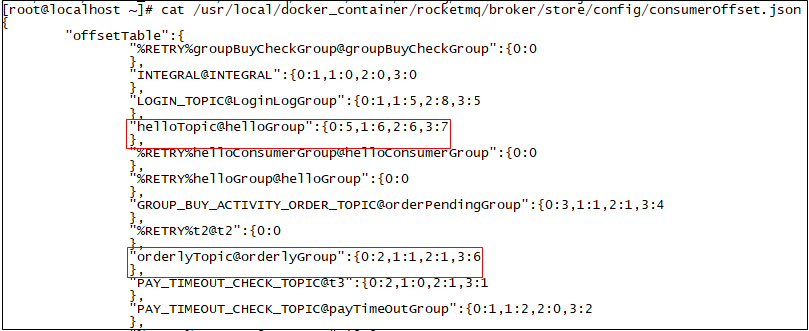 [root@localhost ~]# cat /usr/local/docker_container/rocketmq/broker/store/config/consumerOffset.json
{
"offsetTable":{
"%RETRY%groupBuyCheckGroup@groupBuyCheckGroup":{0:0
},
"INTEGRAL@INTEGRAL":{0:1,1:0,2:0,3:0
},
"LOGIN_TOPIC@LoginLogGroup":{0:1,1:5,2:8,3:5
},
"helloTopic@helloGroup":{0:5,1:6,2:6,3:7
},
"%RETRY%helloConsumerGroup@helloConsumerGroup":{0:0
},
"%RETRY%helloGroup@helloGroup":{0:0
},
"GROUP_BUY_ACTIVITY_ORDER_TOPIC@orderPendingGroup":{0:3,1:1,2:1,3:4
},
"%RETRY%t2@t2":{0:0
},
"orderlyTopic@orderlyGroup":{0:2,1:1,2:1,3:6
},
"PAY_TIMEOUT_CHECK_TOPIC@t3":{0:2,1:0,2:1,3:1
},
"PAY_TIMEOUT_CHECK_TOPIC@payTimeOutGroup":{0:1,1:2,2:0,3:2
},